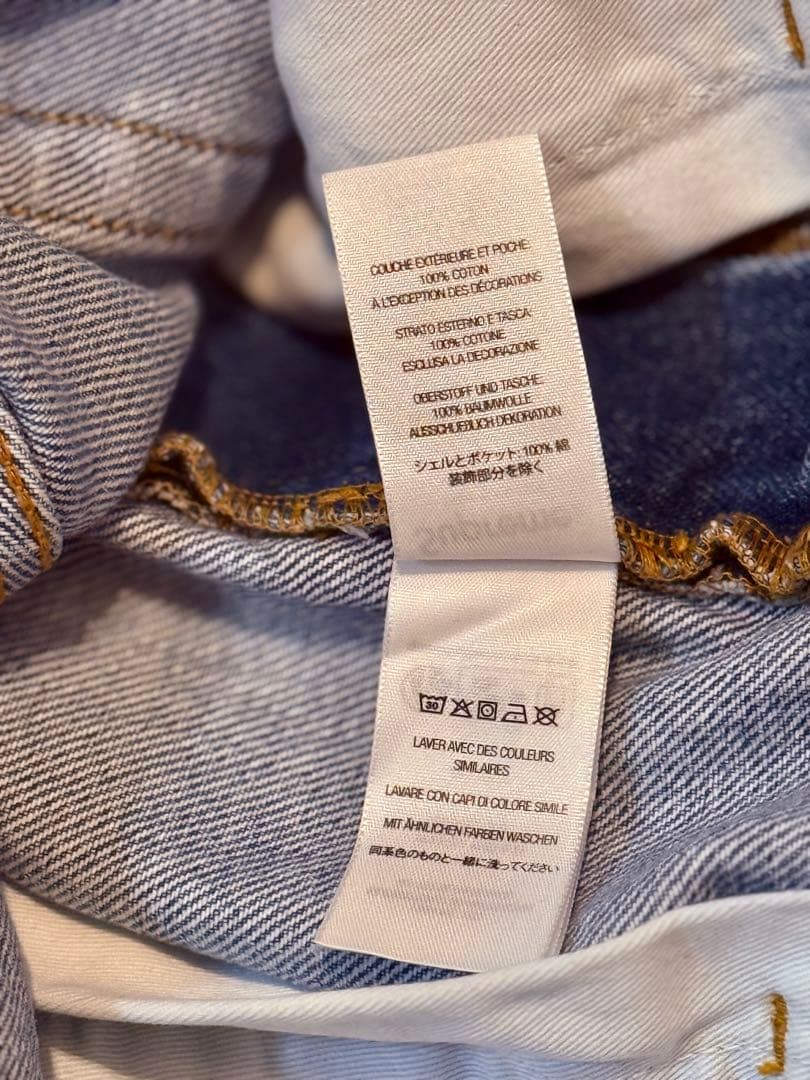 COUCHE EXTÉRIEURE ET POCHE:
100% COTON
À L'EXCEPTION DES DÉCORATIONS
STRATO ESTERNO E TASCA:
100% COTONE
ESCLUSA LA DECORAZIONE
OBERSTOFF UND TASCHE:
100% BAUMWOLLE
AUSSCHLIEßLICH DEKORATION
シェルとポケット: 100% 綿
装飾部分を除く
30
LAVER AVEC DES COULEURS
SIMILAIRES
LAVARE CON CAPI DI COLORE SIMILE
MIT ÄHNLICHEN FARBEN WASCHEN
同系色のものと一緒に洗ってください